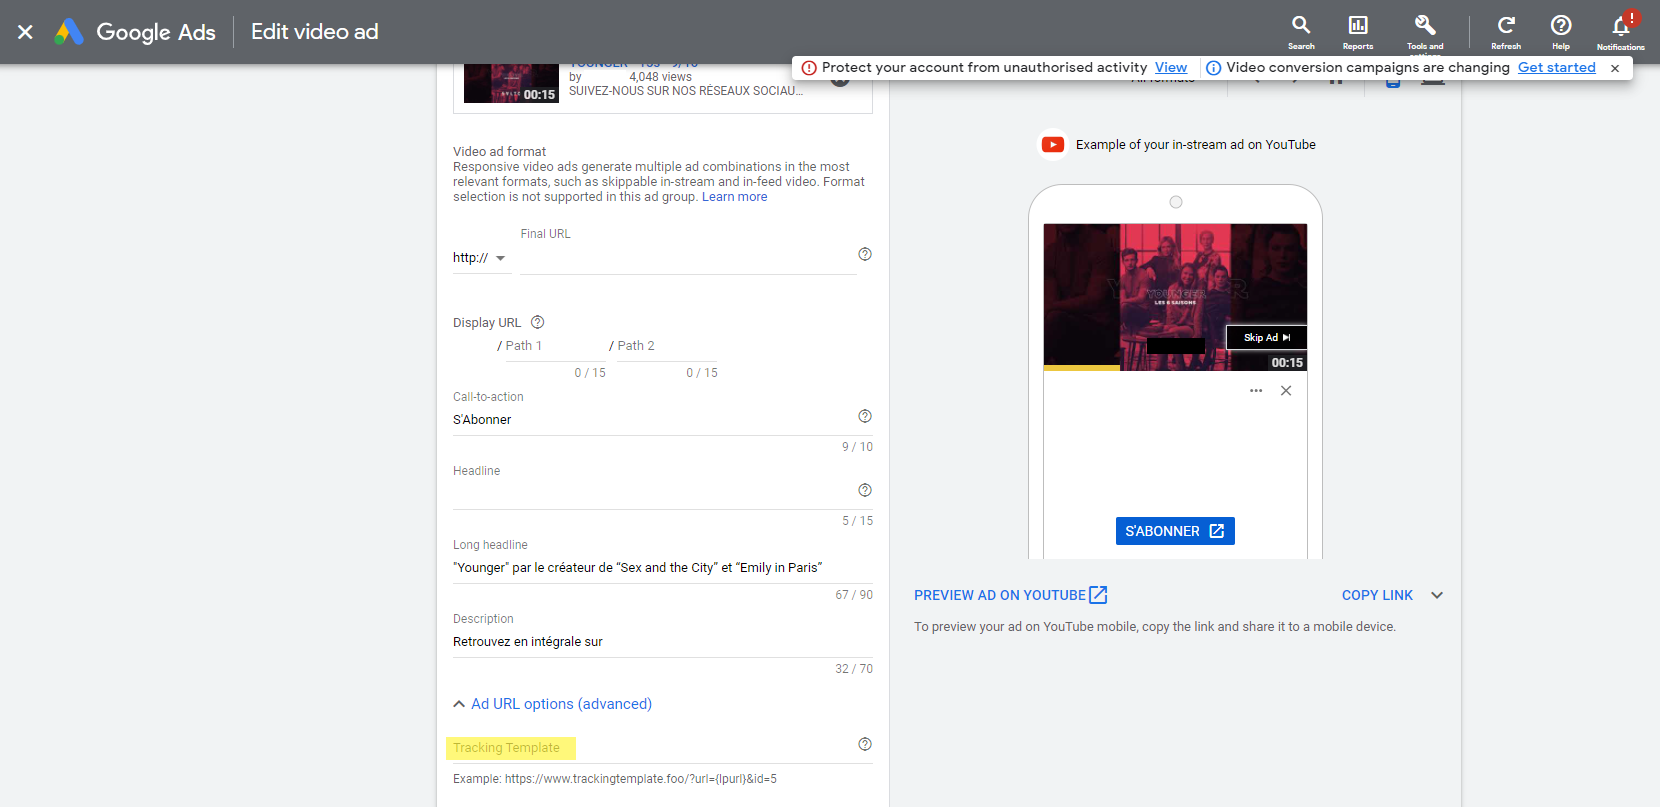 Google Ads
Edit video ad
Search
Reports
Tools and
Refresh
Help
Notifications
Protect your account from unauthorised activity View
Video conversion campaigns are changing Get started
00:15
by 4,048 views
SUIVEZ-NOUS SUR NOS RÉSEAUX SOCIAU...
Video ad format
Responsive video ads generate multiple ad combinations in the most
relevant formats, such as skippable in-stream and in-feed video. Format
selection is not supported in this ad group. Learn more
Final URL
http://
Display URL
/ Path 1
/ Path 2
0 / 15
0 / 15
Call-to-action
S'Abonner
9 / 10
Headline
5 / 15
Long headline
"Younger" par le créateur de “Sex and the City” et “Emily in Paris”
67 / 90
Description
Retrouvez en intégrale sur
32 / 70
Ad URL options (advanced)
Tracking Template
Example: https://www.trackingtemplate.foo/?url={lpurl}&id=5
Example of your in-stream ad on YouTube
YOUNGER
LES 6 SAISONS
Skip Ad
00:15
S'ABONNER
PREVIEW AD ON YOUTUBE
COPY LINK
To preview your ad on YouTube mobile, copy the link and share it to a mobile device.